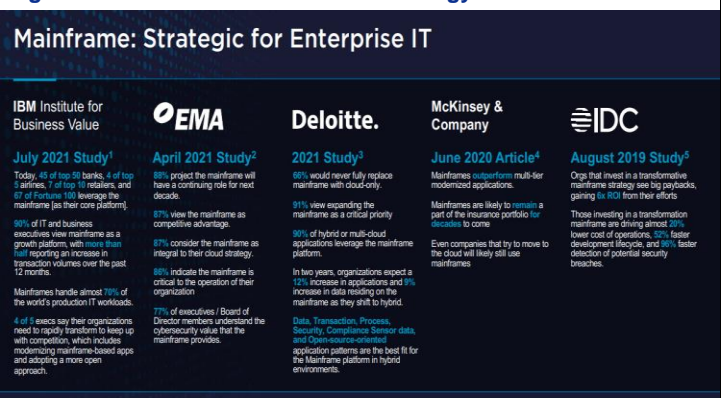 Mainframe: Strategic for Enterprise IT
IBM Institute for
Business Value
July 2021 Study1
Today, 45 of top 50 banks, 4 of top
5 airlines, 7 of top 10 retailers, and
67 of Fortune 100 leverage the
mainframe [as their core platform].
90% of IT and business
executives view mainframe as a
growth platform, with more than
half reporting an increase in
transaction volumes over the past
12 months.
Mainframes handle almost 70% of
the world's production IT workloads.
4 of 5 execs say their organizations
need to rapidly transform to keep up
with competition, which includes
modernizing mainframe-based apps
and adopting a more open
approach.
EMA
April 2021 Study2
88% project the mainframe will
have a continuing role for next
decade.
87% view the mainframe as
competitive advantage.
87% consider the mainframe as
integral to their cloud strategy.
86% indicate the mainframe is
critical to the operation of their
organization
77% of executives / Board of
Director members understand the
cybersecurity value that the
mainframe provides.
Deloitte.
2021 Study3
66% would never fully replace
mainframe with cloud-only.
91% view expanding the
mainframe as a critical priority
90% of hybrid or multi-cloud
applications leverage the mainframe
platform.
In two years, organizations expect a
12% increase in applications and 9%
increase in data residing on the
mainframe as they shift to hybrid.
Data, Transaction, Process,
Security, Compliance Sensor data,
and Open-source-oriented
application patterns are the best fit for
the Mainframe platform in hybrid
environments.
McKinsey &
Company
June 2020 Article4
Mainframes outperform multi-tier
modernized applications.
Mainframes are likely to remain a
part of the insurance portfolio for
decades to come
Even companies that try to move to
the cloud will likely still use
mainframes
IDC
August 2019 Study5
Orgs that invest in a transformative
mainframe strategy see big paybacks,
gaining 6x ROI from their efforts
Those investing in a transformation
mainframe are driving almost 20%
lower cost of operations, 52% faster
development lifecycle, and 96% faster
detection of potential security
breaches.